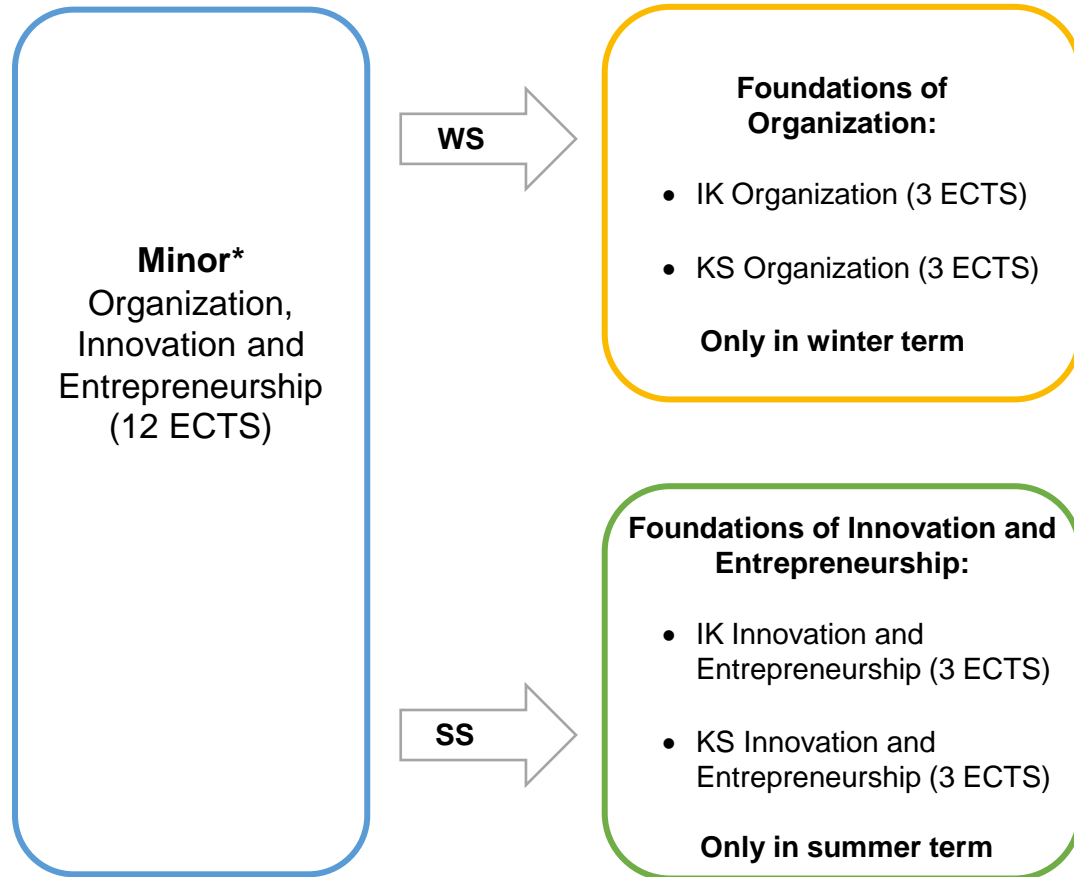 Minor*
Organization,
Innovation and
Entrepreneurship
(12 ECTS)
WS
Foundations of
Organization:
• IK Organization (3 ECTS)
• KS Organization (3 ECTS)
Only in winter term
SS
Foundations of Innovation and
Entrepreneurship:
• IK Innovation and
Entrepreneurship (3 ECTS)
• KS Innovation and
Entrepreneurship (3 ECTS)
Only in summer term